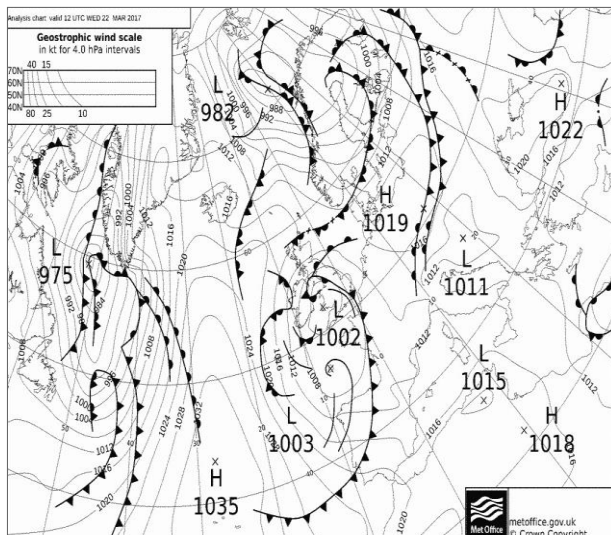 Analysis chart valid 12 UTC WED 22 MAR 2017
Geostrophic wind scale
in kt for 4.0 hPa intervals
40 15
70N
60N
50N
40N
80 25 10
L
982
H
1022
H
1019
L
975
L
1011
L
1002
L
1015
L
1003
H
1018
H
1035
1000
996
988
992
1008
1012
1016
1004
1020
1024
1028
1032
984
Met Office
metoffice.gov.uk
© Crown Copyright